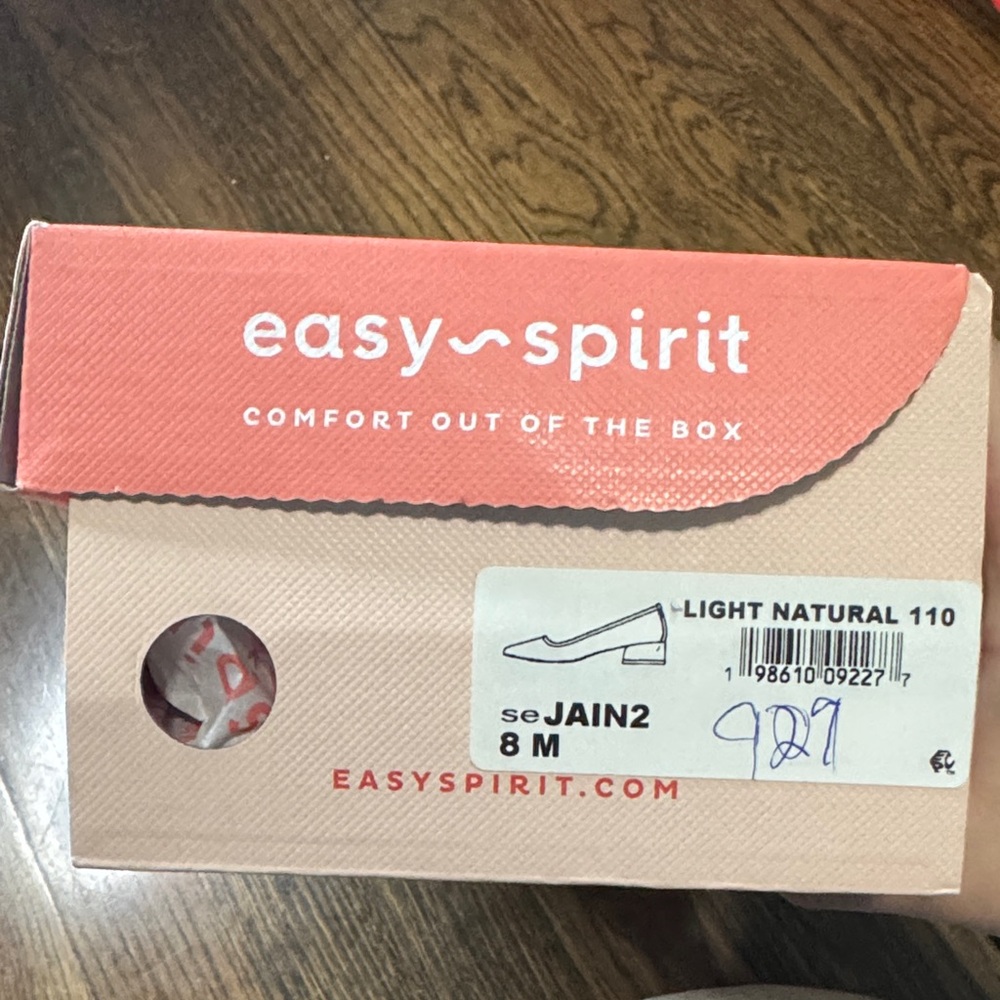 easy~spirit
COMFORT OUT OF THE BOX
LIGHT NATURAL 110
1 98610 09227 7
seJAIN2
8 M
927
EASYSPIRIT.COM